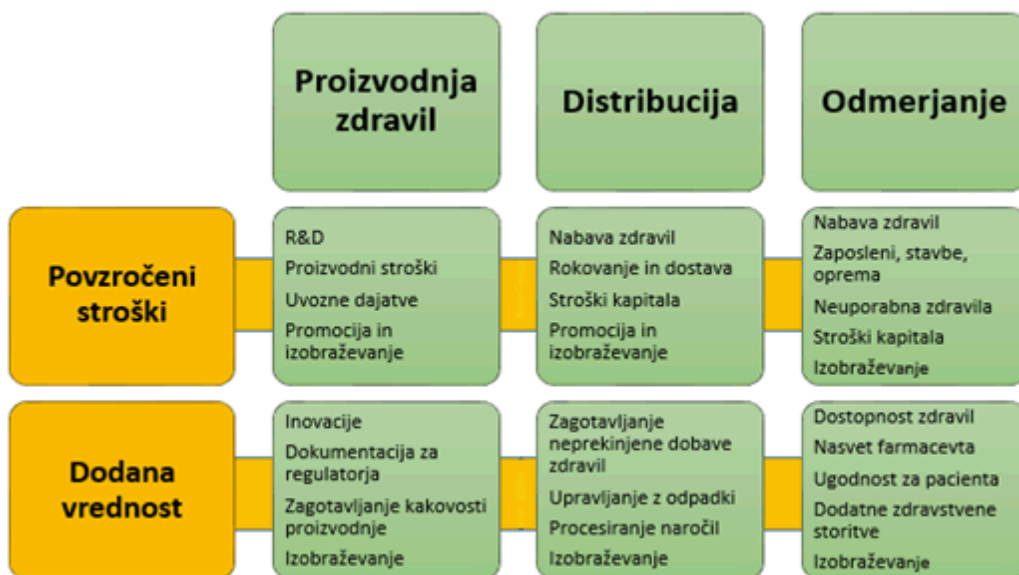 Proizvodnja
zdravil
Distribucija
Odmerjanje
Povzročeni
stroški
R&D
Proizvodni stroški
Uvozne dajatve
Promocija in
izobraževanje
Nabava zdravil
Rokovanje in dostava
Stroški kapitala
Promocija in
izobraževanje
Nabava zdravil
Zaposleni, stavbe,
oprema
Neuporabna zdravila
Stroški kapitala
Izobraževanje
Dodana
vrednost
Inovacije
Dokumentacija za
regulatorja
Zagotavljanje kakovosti
proizvodnje
Izobraževanje
Zagotavljanje
neprekinjene dobave
zdravil
Upravljanje z odpadki
Procesiranje naročil
Izobraževanje
Dostopnost zdravil
Nasvet farmacevta
Ugodnost za pacienta
Dodatne zdravstvene
storitve
Izobraževanje